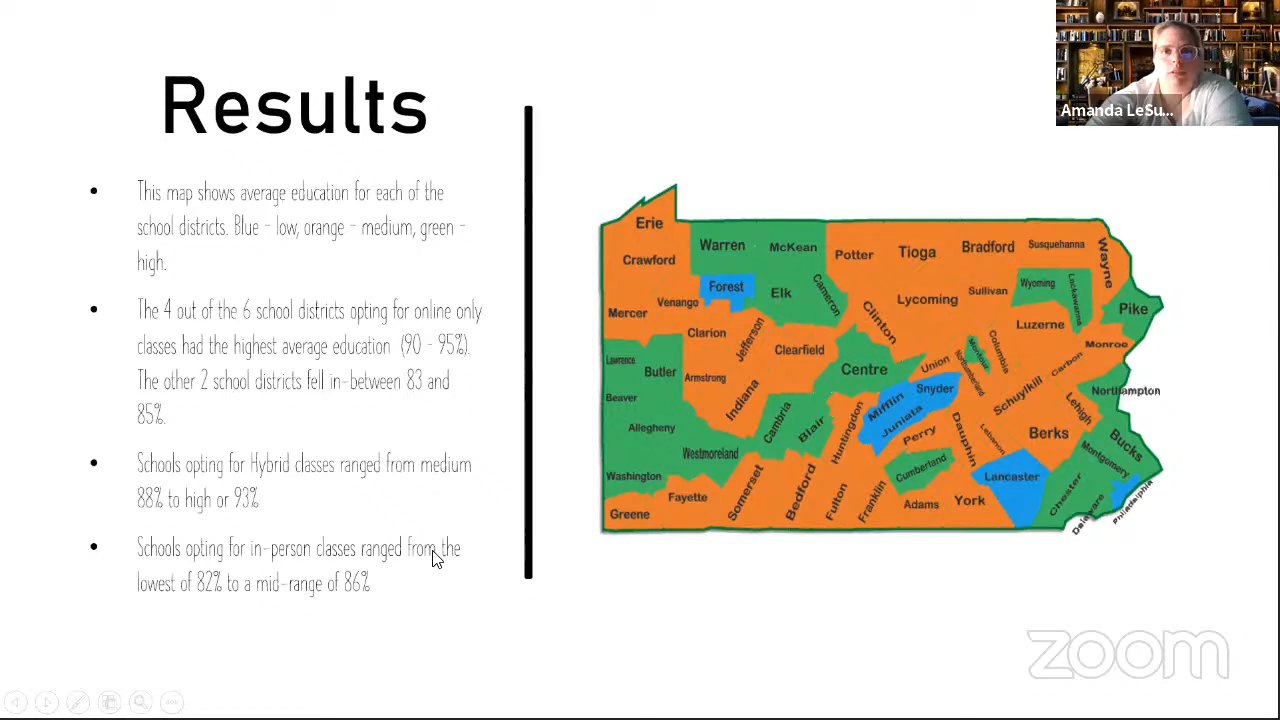 Results
Amanda LeSu...
• This map shows average education for each of the
school districts. Blue - low, orange - medium, green -
high.
• The 4 out of the 6 school districts opting for online only
classes had the highest average education (90 - 95%).
The other 2 school districts fell in-between 83 and
85%.
• Schools opting for Hybrid classes ranged from medium
88% to high or 93%
• Schools opting for in-person classes ranged from the
lowest of 82% to a mid-range of 86%
Erie
Crawford
Warren
McKean
Potter
Tioga
Bradford
Susquehanna
Wayne
Forest
Elk
Cameron
Mercer
Venango
Clinton
Lycoming
Sullivan
Wyoming
Lackawanna
Pike
Clarion
Jefferson
Clearfield
Luzerne
Monroe
Lawrence
Butler
Armstrong
Indiana
Centre
Union
Montour
Northumberland
Columbia
Carbon
Beaver
Mifflin
Snyder
Juniata
Schuylkill
Northampton
Lehigh
Allegheny
Cambria
Blair
Huntingdon
Perry
Dauphin
Lebanon
Berks
Bucks
Montgomery
Westmoreland
Washington
Cumberland
Lancaster
Chester
Greene
Fayette
Somerset
Bedford
Fulton
Franklin
Adams
York
Delaware
Philadelphia
zoom